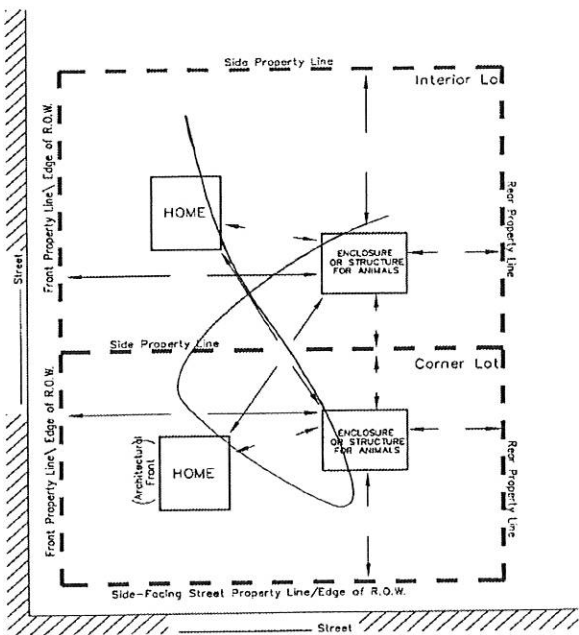 Side Property Line
Interior Lo
Front Property Line\ Edge of R.O.W.
Rear Property Line
HOME
ENCLOSURE
OR STRUCTURE
FOR ANIMALS
Street
Side Property Line
Corner Lot
Front Property Line\ Edge of R.O.W.
Rear Property Line
ENCLOSURE
OR STRUCTURE
FOR ANIMALS
(Architectural
Front)
HOME
Side-Facing Street Property Line/Edge of R.O.W.
Street